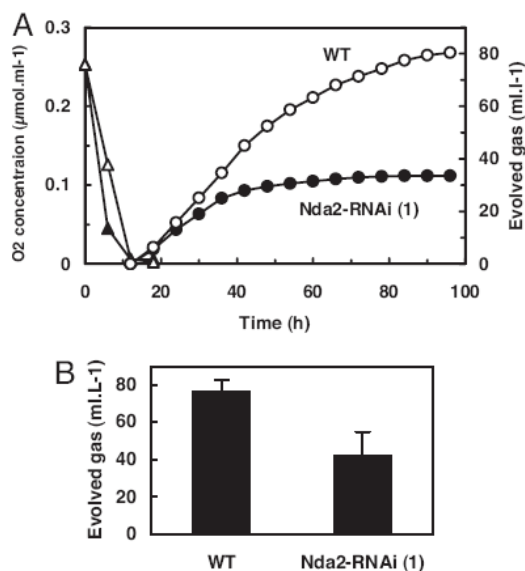 A
O2 concentraion (µmol.ml-1)
0.3
0.2
0.1
0
WT
Nda2-RNAi (1)
80
60
40
20
0
Evolved gas (ml.l-1)
0 20 40 60 80 100
Time (h)
B
Evolved gas (ml.L-1)
80
60
40
20
0
WT Nda2-RNAi (1)